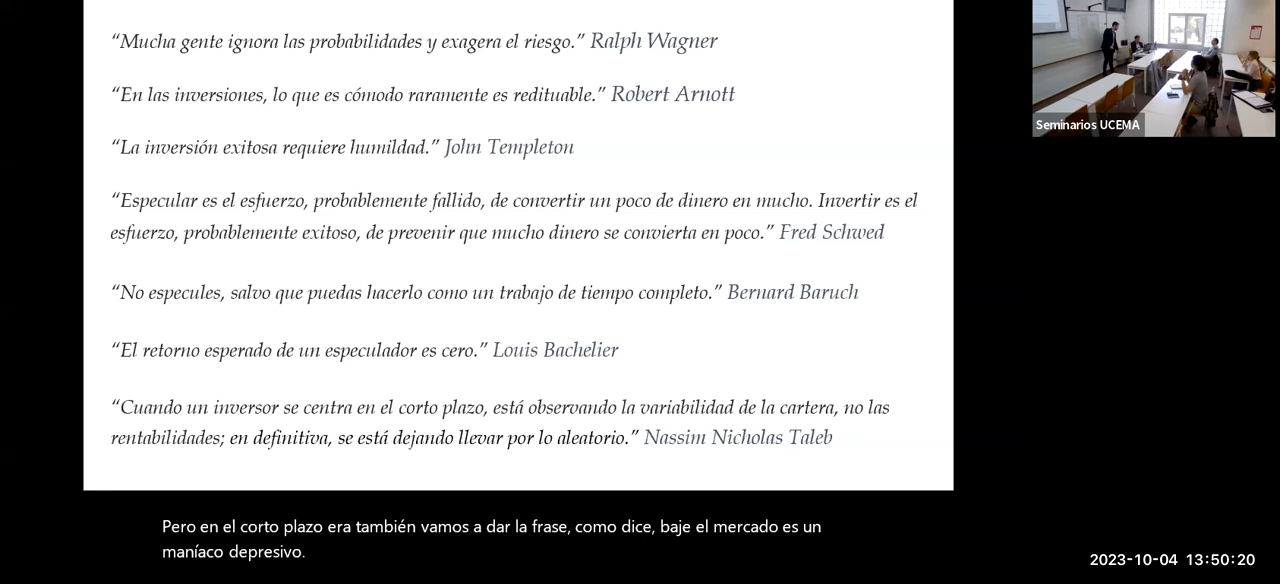 “Mucha gente ignora las probabilidades y exagera el riesgo.” Ralph Wagner
“En las inversiones, lo que es cómodo raramente es redituable.” Robert Arnott
“La inversión exitosa requiere humildad.” John Templeton
“Especular es el esfuerzo, probablemente fallido, de convertir un poco de dinero en mucho. Invertir es el
esfuerzo, probablemente exitoso, de prevenir que mucho dinero se convierta en poco.” Fred Schwed
“No especules, salvo que puedas hacerlo como un trabajo de tiempo completo.” Bernard Baruch
“El retorno esperado de un especulador es cero.” Louis Bachelier
“Cuando un inversor se centra en el corto plazo, está observando la variabilidad de la cartera, no las
rentabilidades; en definitiva, se está dejando llevar por lo aleatorio.” Nassim Nicholas Taleb
Seminarios UCEMA
Pero en el corto plazo era también vamos a dar la frase, como dice, baje el mercado es un
maníaco depresivo.
2023-10-04 13:50:20